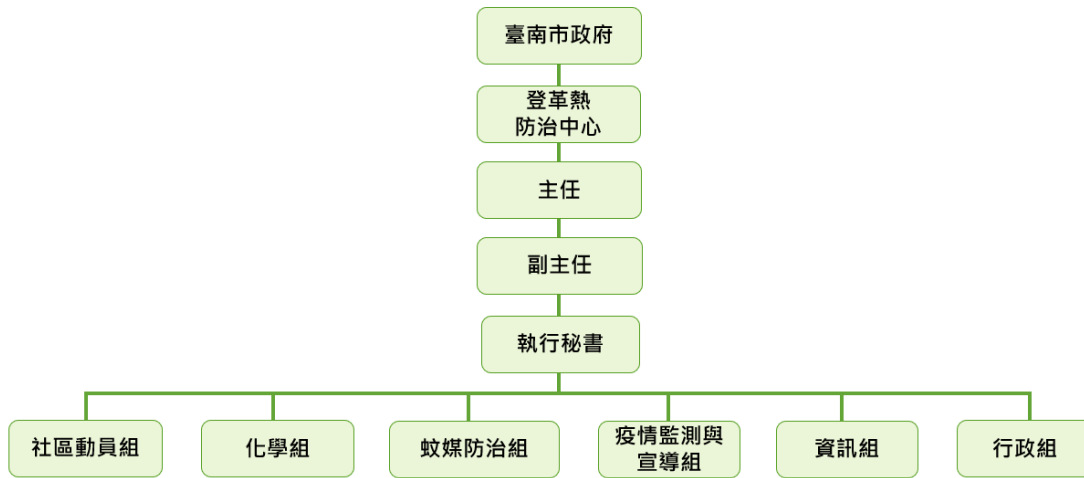 臺南市政府
登革熱
防治中心
主任
副主任
執行秘書
社區動員組
化學組
蚊媒防治組
疫情監測與
宣導組
資訊組
行政組